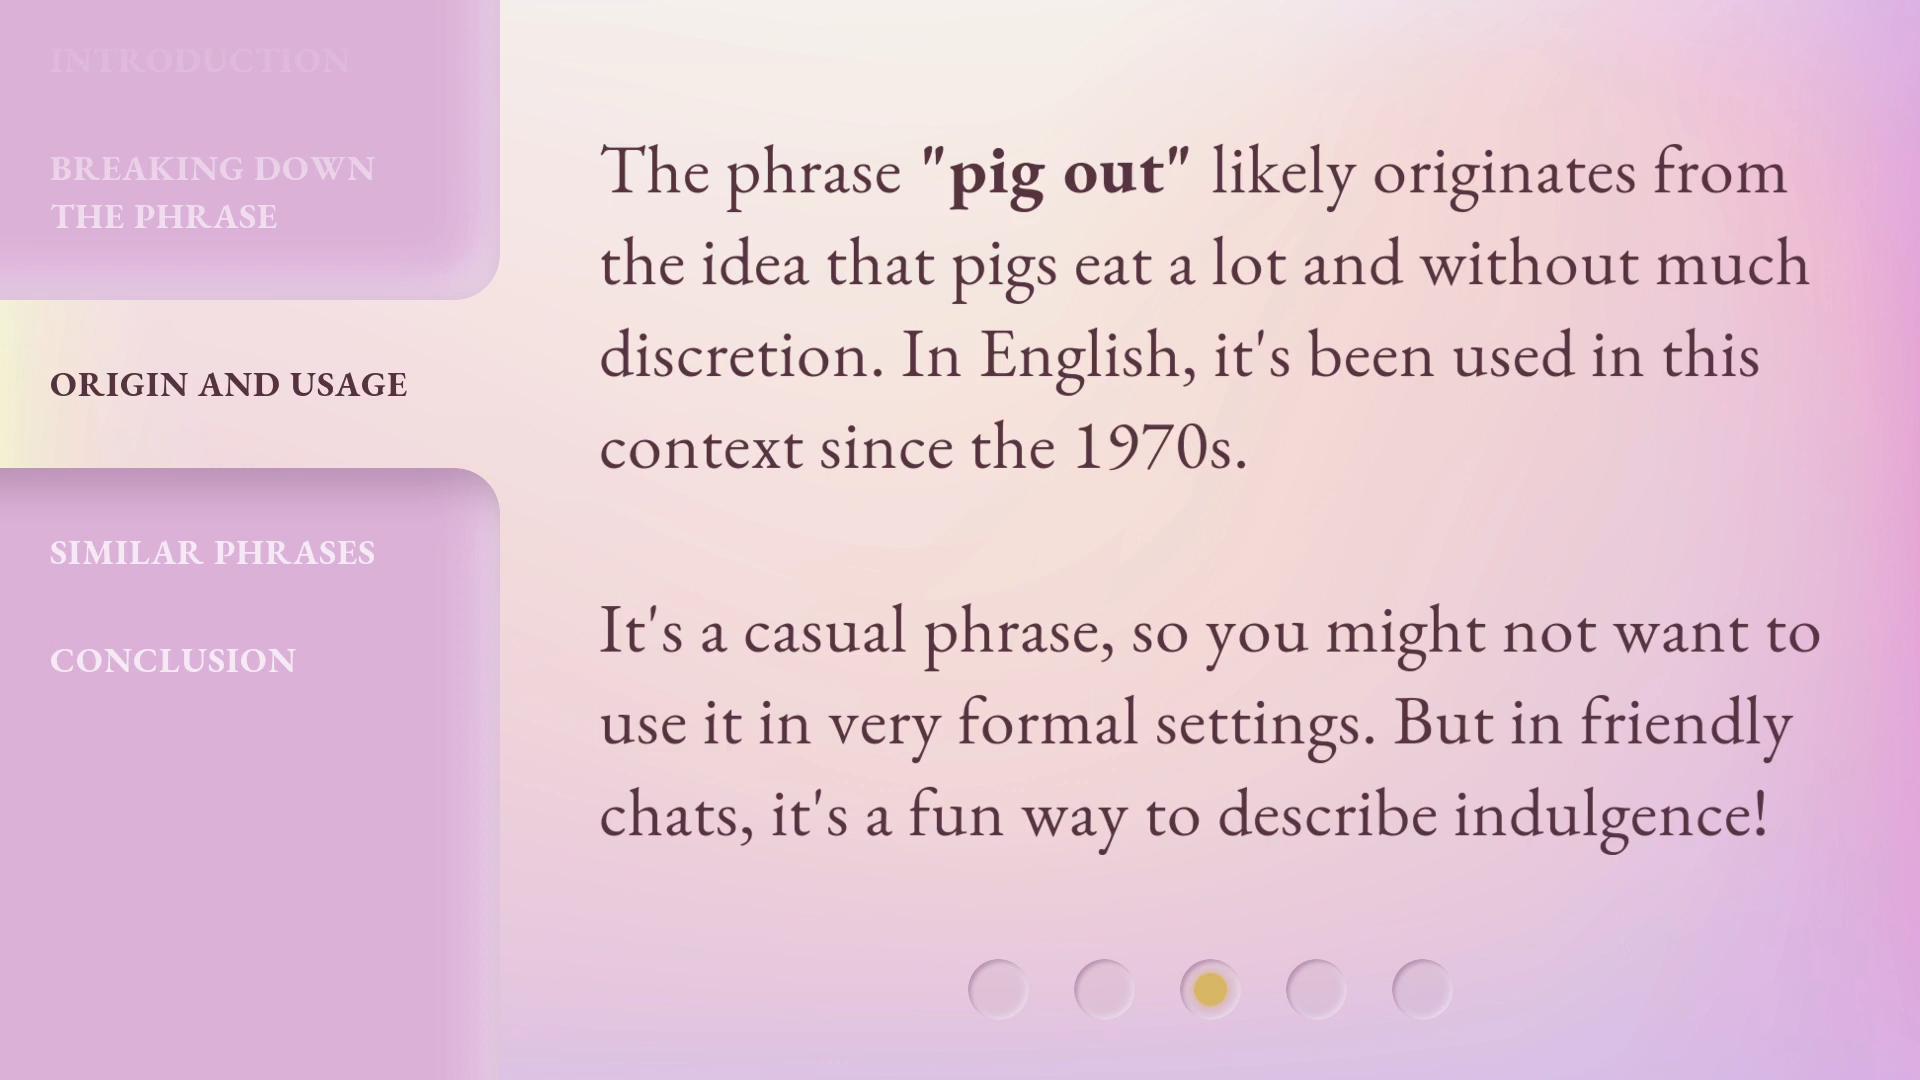 INTRODUCTION
BREAKING DOWN
THE PHRASE
ORIGIN AND USAGE
SIMILAR PHRASES
CONCLUSION
The phrase "pig out" likely originates from
the idea that pigs eat a lot and without much
discretion. In English, it's been used in this
context since the 1970s.
It's a casual phrase, so you might not want to
use it in very formal settings. But in friendly
chats, it's a fun way to describe indulgence!